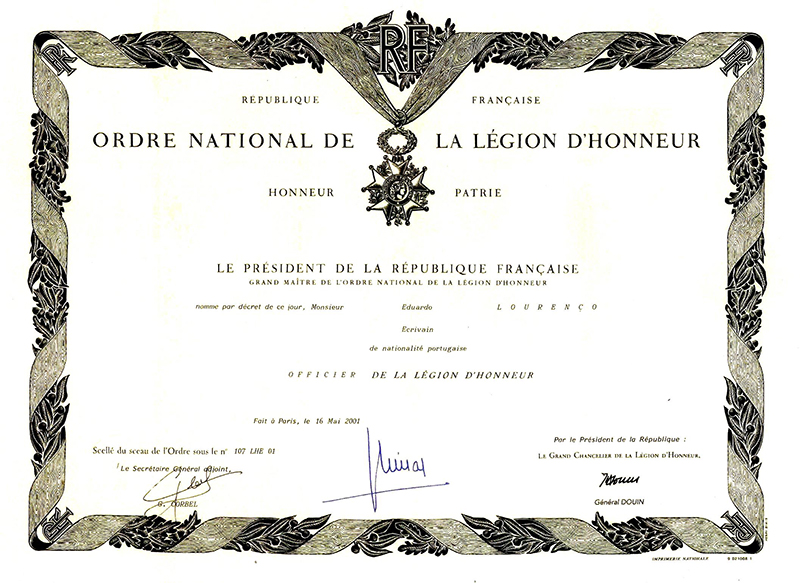 RF
RF
RF
RÉPUBLIQUE FRANÇAISE
ORDRE NATIONAL DE LA LÉGION D'HONNEUR
HONNEUR PATRIE
LE PRÉSIDENT DE LA RÉPUBLIQUE FRANÇAISE
GRAND MAÎTRE DE L'ORDRE NATIONAL DE LA LÉGION D'HONNEUR
nomme par décret de ce jour, Monsieur Eduardo LOURENÇO
Ecrivain
de nationalité portugaise
OFFICIER DE LA LÉGION D'HONNEUR
Fait à Paris, le 16 Mai 2001
Scellé du sceau de l'Ordre sous le n° 107 LHE 01
Le Secrétaire Général adjoint,
G. CORBEL
Par le Président de la République :
LE GRAND CHANCELIER DE LA LÉGION D'HONNEUR,
Général DOUIN
RF
RF
IMPRIMERIE NATIONALE